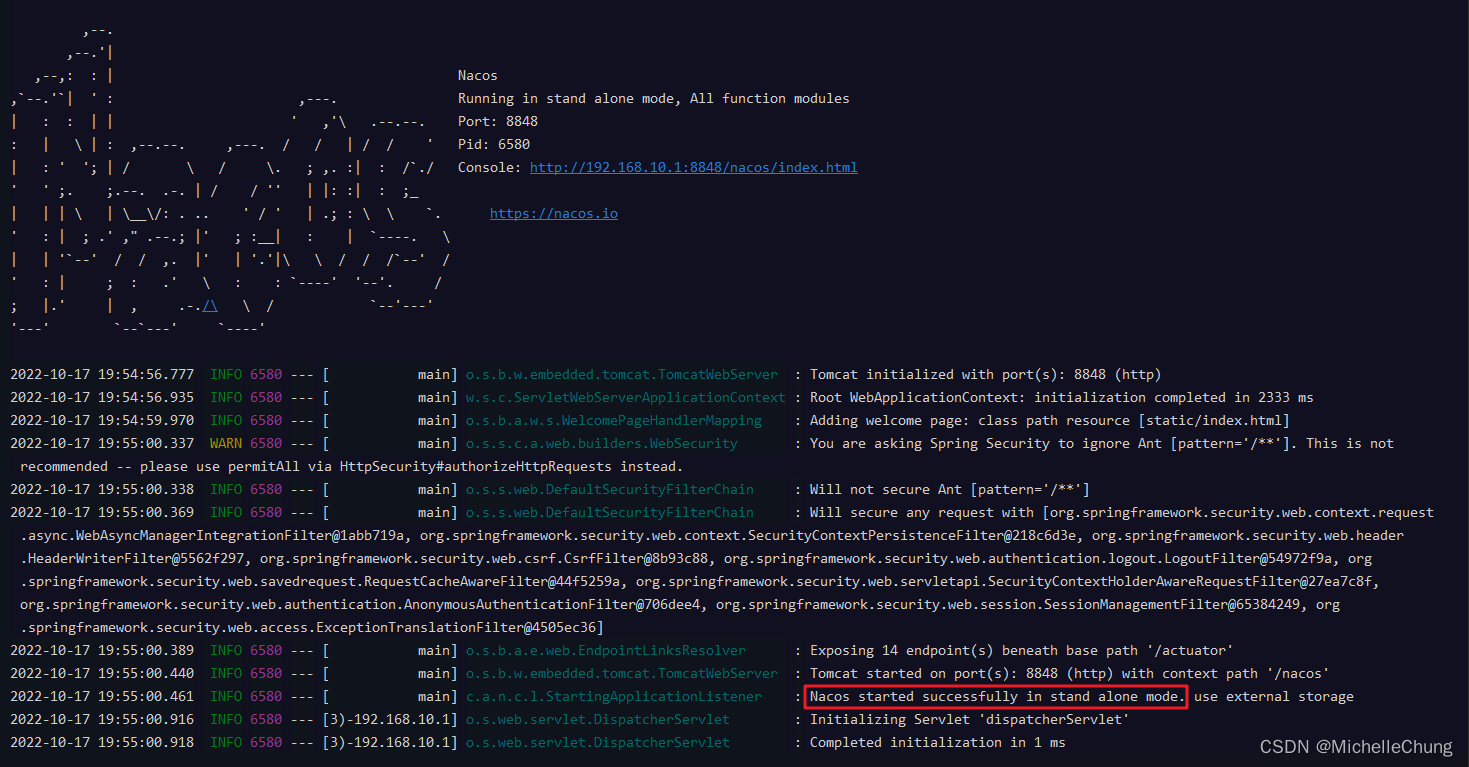 Nacos
Running in stand alone mode, All function modules
Port: 8848
Pid: 6580
Console: http://192.168.10.1:8848/nacos/index.html
https://nacos.io
2022-10-17 19:54:56.777  INFO 6580 --- [           main] o.s.b.w.embedded.tomcat.TomcatWebServer  : Tomcat initialized with port(s): 8848 (http)
2022-10-17 19:54:56.935  INFO 6580 --- [           main] w.s.c.ServletWebServerApplicationContext : Root WebApplicationContext: initialization completed in 2333 ms
2022-10-17 19:54:59.970  INFO 6580 --- [           main] o.s.b.a.w.s.WelcomePageHandlerMapping    : Adding welcome page: class path resource [static/index.html]
2022-10-17 19:55:00.337  WARN 6580 --- [           main] o.s.s.c.a.web.builders.WebSecurity       : You are asking Spring Security to ignore Ant [pattern='/**']. This is not
recommended -- please use permitAll via HttpSecurity#authorizeHttpRequests instead.
2022-10-17 19:55:00.338  INFO 6580 --- [           main] o.s.s.web.DefaultSecurityFilterChain     : Will not secure Ant [pattern='/**']
2022-10-17 19:55:00.369  INFO 6580 --- [           main] o.s.s.web.DefaultSecurityFilterChain     : Will secure any request with [org.springframework.security.web.context.request
.async.WebAsyncManagerIntegrationFilter@1abb719a, org.springframework.security.web.context.SecurityContextPersistenceFilter@218c6d3e, org.springframework.security.web.header
.HeaderWriterFilter@5562f297, org.springframework.security.web.csrf.CsrfFilter@8b93c88, org.springframework.security.web.authentication.logout.LogoutFilter@54972f9a, org
.springframework.security.web.savedrequest.RequestCacheAwareFilter@44f5259a, org.springframework.security.web.servletapi.SecurityContextHolderAwareRequestFilter@27ea7c8f,
org.springframework.security.web.authentication.AnonymousAuthenticationFilter@706dee4, org.springframework.security.web.session.SessionManagementFilter@65384249, org
.springframework.security.web.access.ExceptionTranslationFilter@4505ec36]
2022-10-17 19:55:00.389  INFO 6580 --- [           main] o.s.b.a.e.web.EndpointLinksResolver      : Exposing 14 endpoint(s) beneath base path '/actuator'
2022-10-17 19:55:00.440  INFO 6580 --- [           main] o.s.b.w.embedded.tomcat.TomcatWebServer  : Tomcat started on port(s): 8848 (http) with context path '/nacos'
2022-10-17 19:55:00.461  INFO 6580 --- [           main] c.a.n.c.l.StartingApplicationListener    : Nacos started successfully in stand alone mode. use external storage
2022-10-17 19:55:00.916  INFO 6580 --- [3)-192.168.10.1] o.s.web.servlet.DispatcherServlet        : Initializing Servlet 'dispatcherServlet'
2022-10-17 19:55:00.918  INFO 6580 --- [3)-192.168.10.1] o.s.web.servlet.DispatcherServlet        : Completed initialization in 1 ms
CSDN @MichelleChung